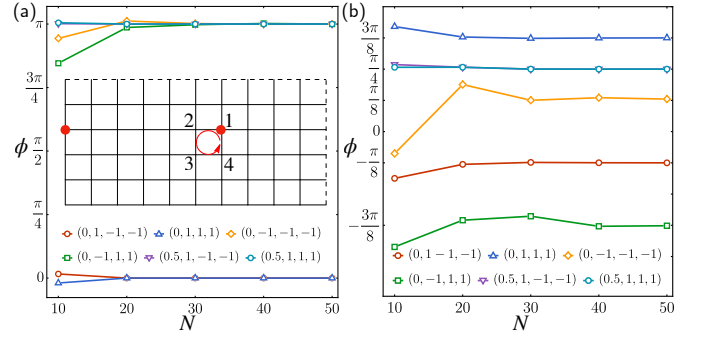 (a)
π
3π/4
ϕ π/2
π/4
0
2 1
3 4
(0, 1, −1, −1) (0, 1, 1, 1) (0, −1, −1, −1)
(0, −1, 1, 1) (0.5, 1, −1, −1) (0.5, 1, 1, 1)
10 20 30 40 50
N
(b)
3π/8
π/4
π/8
0
ϕ
−π/8
−3π/8
(0, 1 − 1, −1) (0, 1, 1, 1) (0, −1, −1, −1)
(0, −1, 1, 1) (0.5, 1, −1, −1) (0.5, 1, 1, 1)
10 20 30 40 50
N